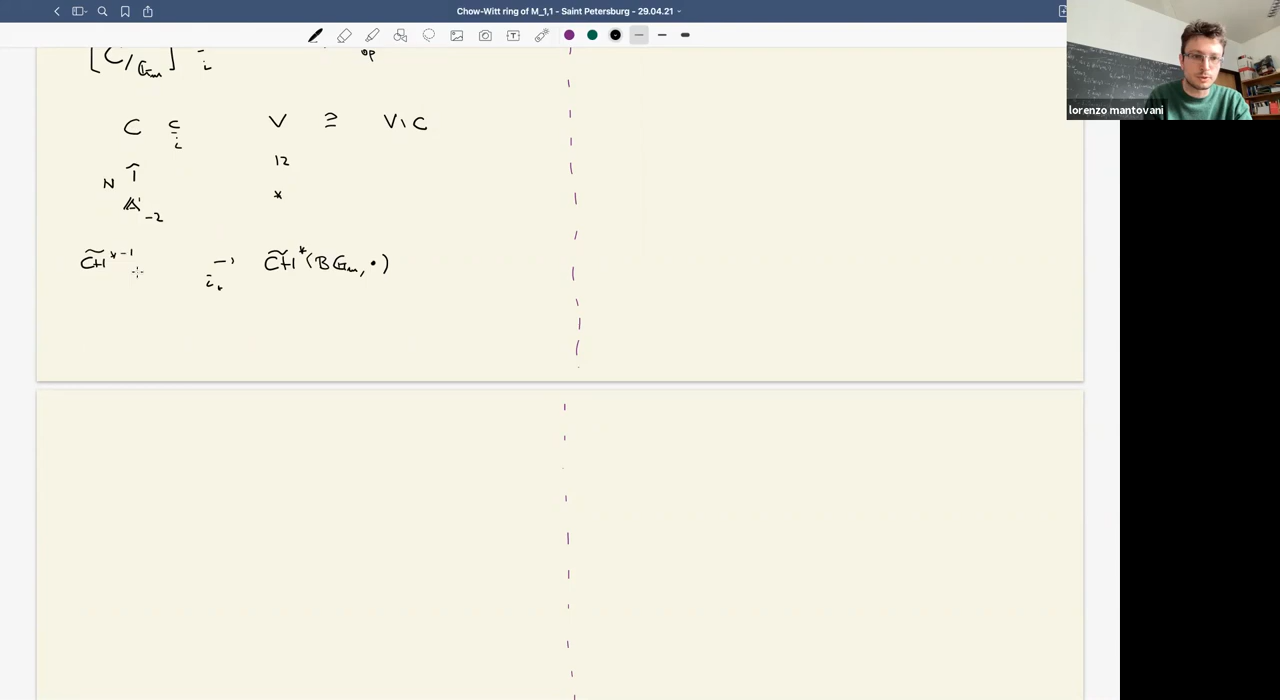 Chow-Witt ring of M_1,1 - Saint Petersburg - 29.04.21
lorenzo mantovani
[C/𝔾m] i op
C ⊆ i V ⊇ V∖C
N 12
𝔸¹ -2 *
C͠H *-1 → i* C͠H*(B𝔾m, •)